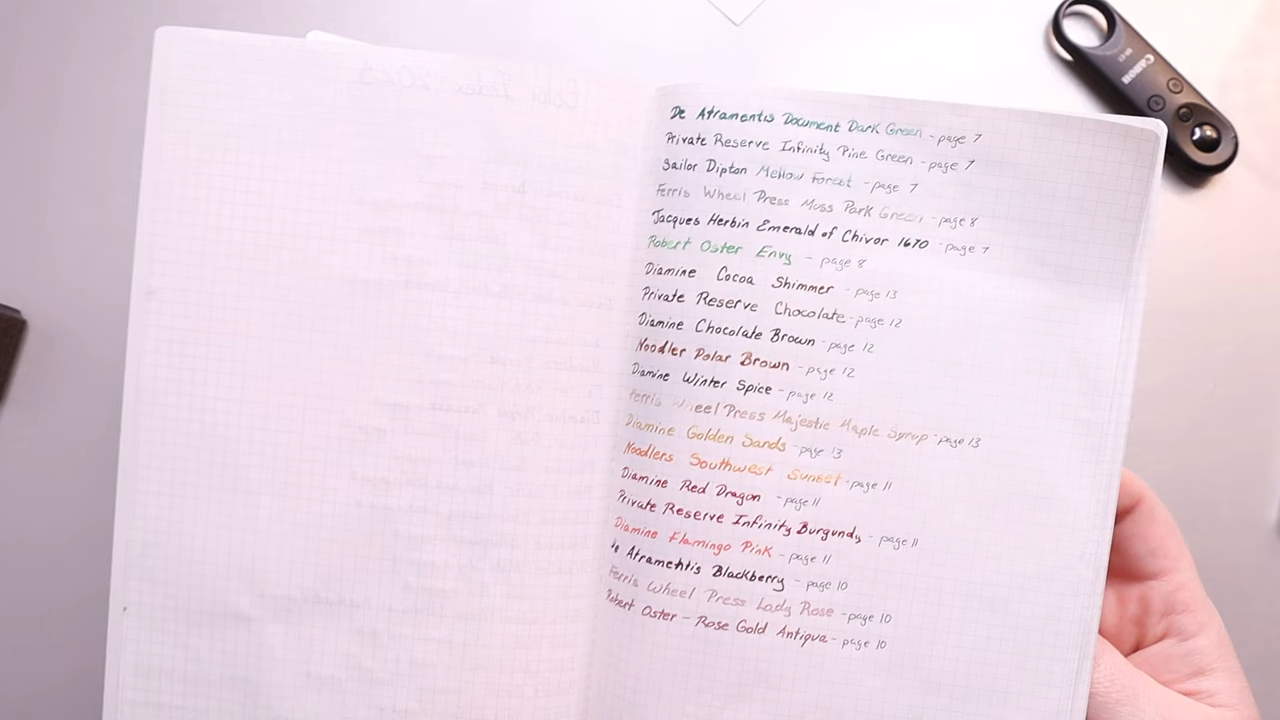 De Atramentis Document Dark Green - page 7
Private Reserve Infinity Pine Green - page 7
Sailor Dipton Mellow Forest - page 7
Ferris Wheel Press Moss Park Green - page 8
Jacques Herbin Emerald of Chivor 1670 - page 7
Robert Oster Envy - page 8
Diamine Cocoa Shimmer - page 13
Private Reserve Chocolate - page 12
Diamine Chocolate Brown - page 12
Noodler Polar Brown - page 12
Diamine Winter Spice - page 12
Ferris Wheel Press Majestic Maple Syrup - page 13
Diamine Golden Sands - page 13
Noodlers Southwest Sunset - page 11
Diamine Red Dragon - page 11
Private Reserve Infinity Burgundy - page 11
Diamine Flamingo Pink - page 11
de Atramentis Blackberry - page 10
Ferris Wheel Press Lady Rose - page 10
Robert Oster - Rose Gold Antiqua - page 10
Canon